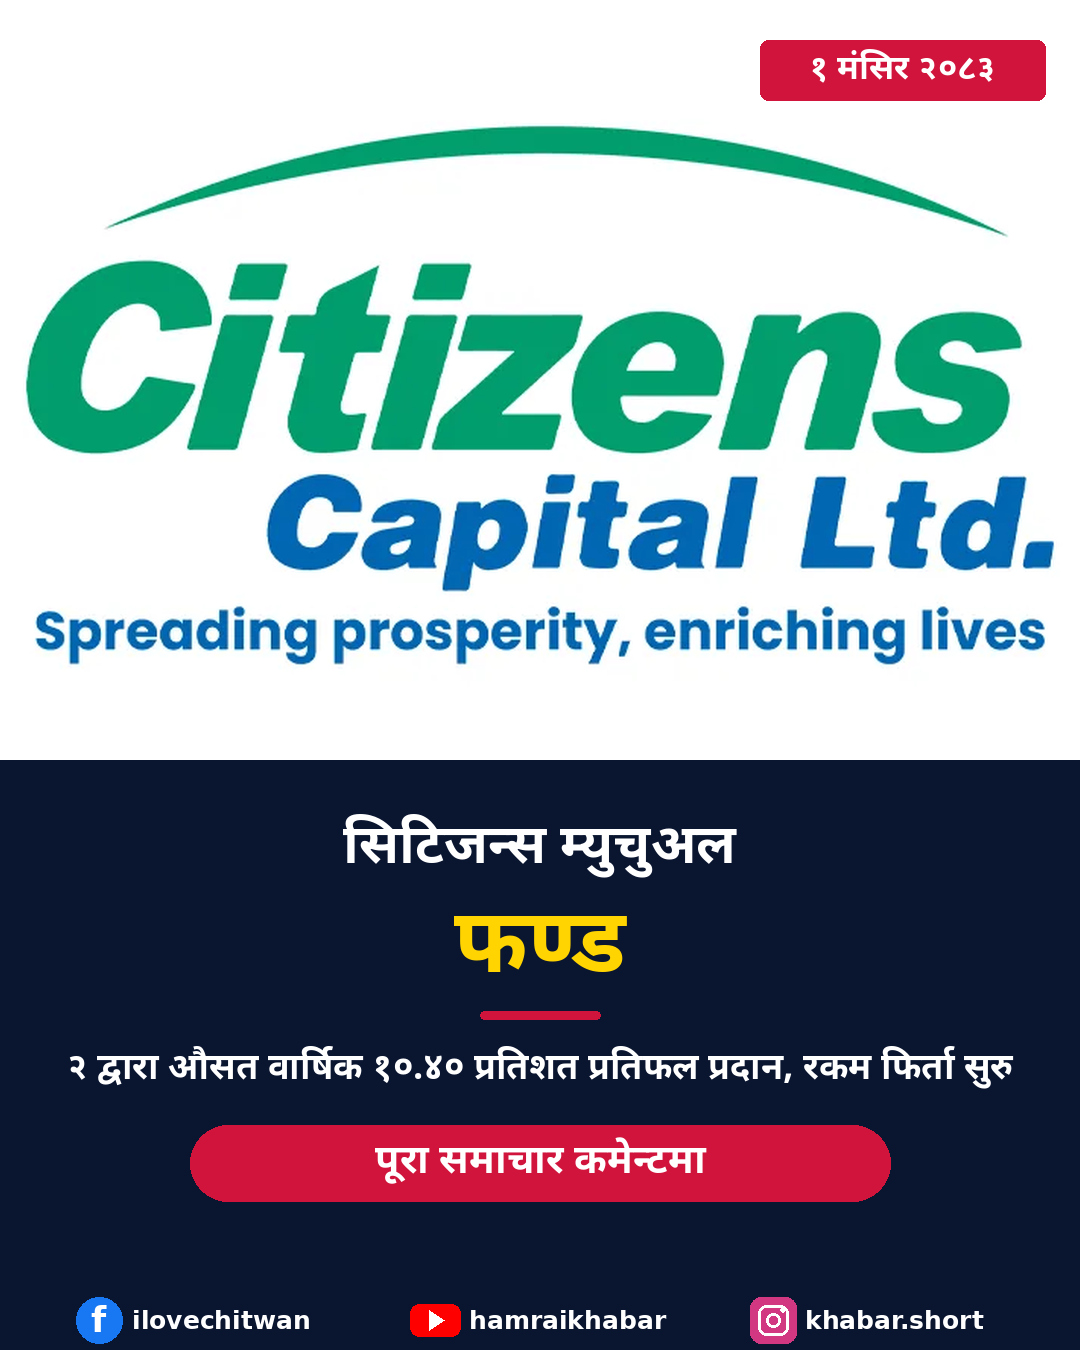 १ मंसिर २०८३
Citizens
Capital Ltd.
Spreading prosperity, enriching lives
सिटिजन्स म्युचुअल
फण्ड
२ द्वारा औसत वार्षिक १०.४० प्रतिशत प्रतिफल प्रदान, रकम फिर्ता सुरु
पूरा समाचार कमेन्टमा
ilovechitwan hamraikhabar khabar.short